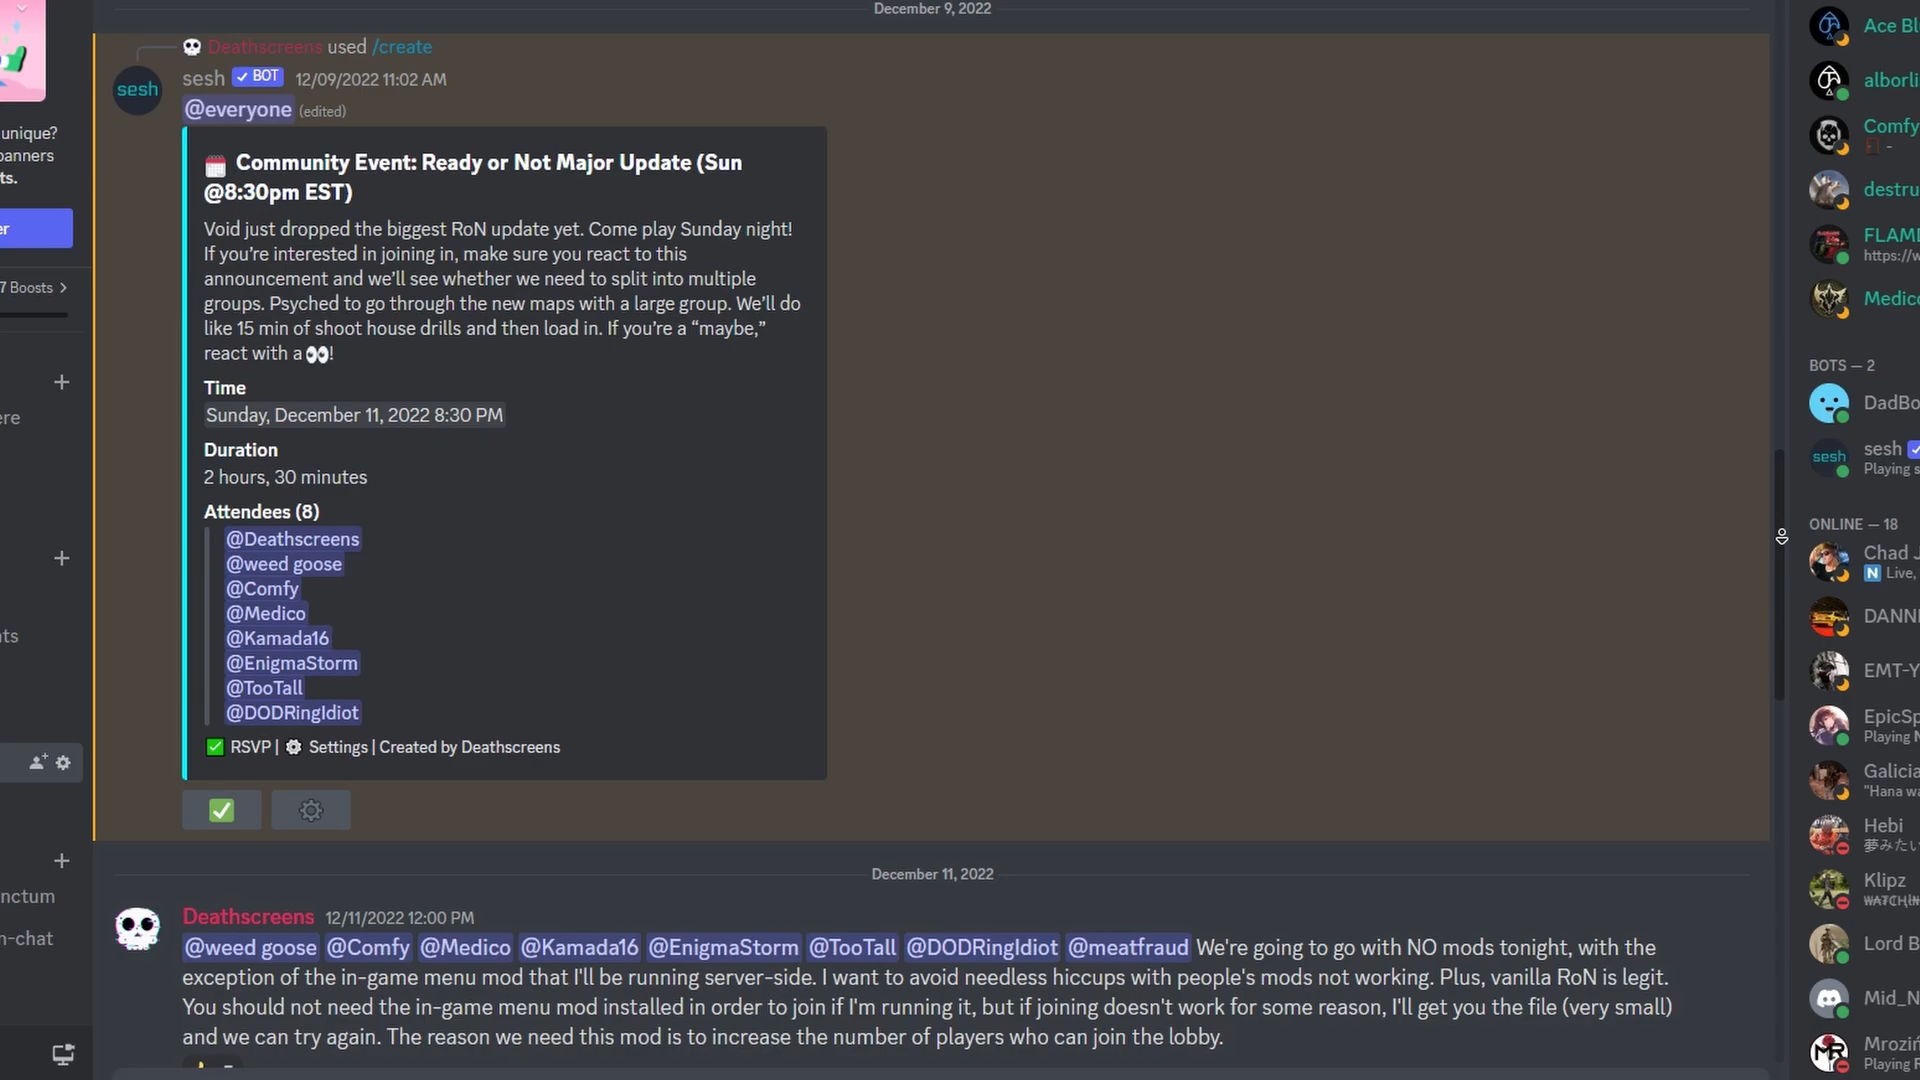 December 9, 2022
Deathscreens used /create
sesh
sesh BOT 12/09/2022 11:02 AM
@everyone (edited)
Community Event: Ready or Not Major Update (Sun
@8:30pm EST)
Void just dropped the biggest RoN update yet. Come play Sunday night!
If you're interested in joining in, make sure you react to this
announcement and we'll see whether we need to split into multiple
groups. Psyched to go through the new maps with a large group. We'll do
like 15 min of shoot house drills and then load in. If you're a “maybe,”
react with a 👀!
Time
Sunday, December 11, 2022 8:30 PM
Duration
2 hours, 30 minutes
Attendees (8)
@Deathscreens
@weed goose
@Comfy
@Medico
@Kamada16
@EnigmaStorm
@TooTall
@DODRingIdiot
✅ RSVP | ⚙ Settings | Created by Deathscreens
December 11, 2022
Deathscreens 12/11/2022 12:00 PM
@weed goose @Comfy @Medico @Kamada16 @EnigmaStorm @TooTall @DODRingIdiot @meatfraud We're going to go with NO mods tonight, with the
exception of the in-game menu mod that I'll be running server-side. I want to avoid needless hiccups with people's mods not working. Plus, vanilla RoN is legit.
You should not need the in-game menu mod installed in order to join if I'm running it, but if joining doesn't work for some reason, I'll get you the file (very small)
and we can try again. The reason we need this mod is to increase the number of players who can join the lobby.
unique?
banners
ts.
er
7 Boosts >
ere
ts
nctum
n-chat
Ace Bl
alborli
Comfy
-
destru
FLAM
https://w
Medico
BOTS — 2
DadBo
sesh
sesh
Playing s
ONLINE — 18
Chad J
N Live,
DANN
EMT-Y
EpicSp
Playing N
Galicia
"Hana wa
Hebi
夢みたい
Klipz
Lord B
Mid_N
MR
Mroziń
Playing R